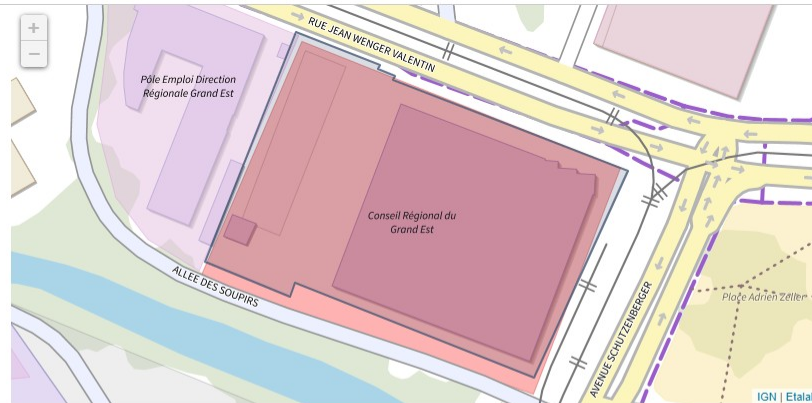 +
−
RUE JEAN WENGER VALENTIN
Pôle Emploi Direction
Régionale Grand Est
Conseil Régional du
Grand Est
ALLEE DES SOUPIRS
AVENUE SCHUTZENBERGER
Place Adrien Zeller
IGN | Etalab